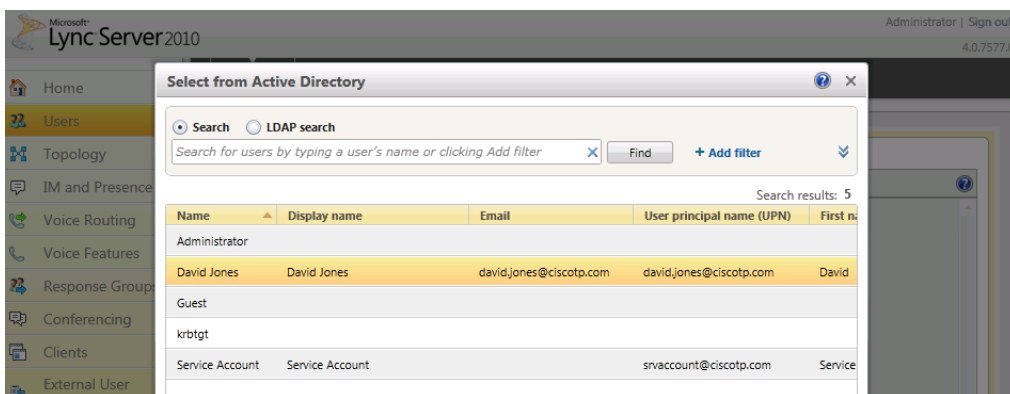 Microsoft®
Lync Server 2010
Administrator | Sign out
4.0.7577.
Select from Active Directory
Home
Users
Topology
IM and Presence
Voice Routing
Voice Features
Response Groups
Conferencing
Clients
External User
Search LDAP search
Search for users by typing a user's name or clicking Add filter
Find
+ Add filter
Search results: 5
Name Display name Email User principal name (UPN) First na
Administrator
David Jones David Jones david.jones@ciscotp.com david.jones@ciscotp.com David
Guest
krbtgt
Service Account Service Account srvaccount@ciscotp.com Service